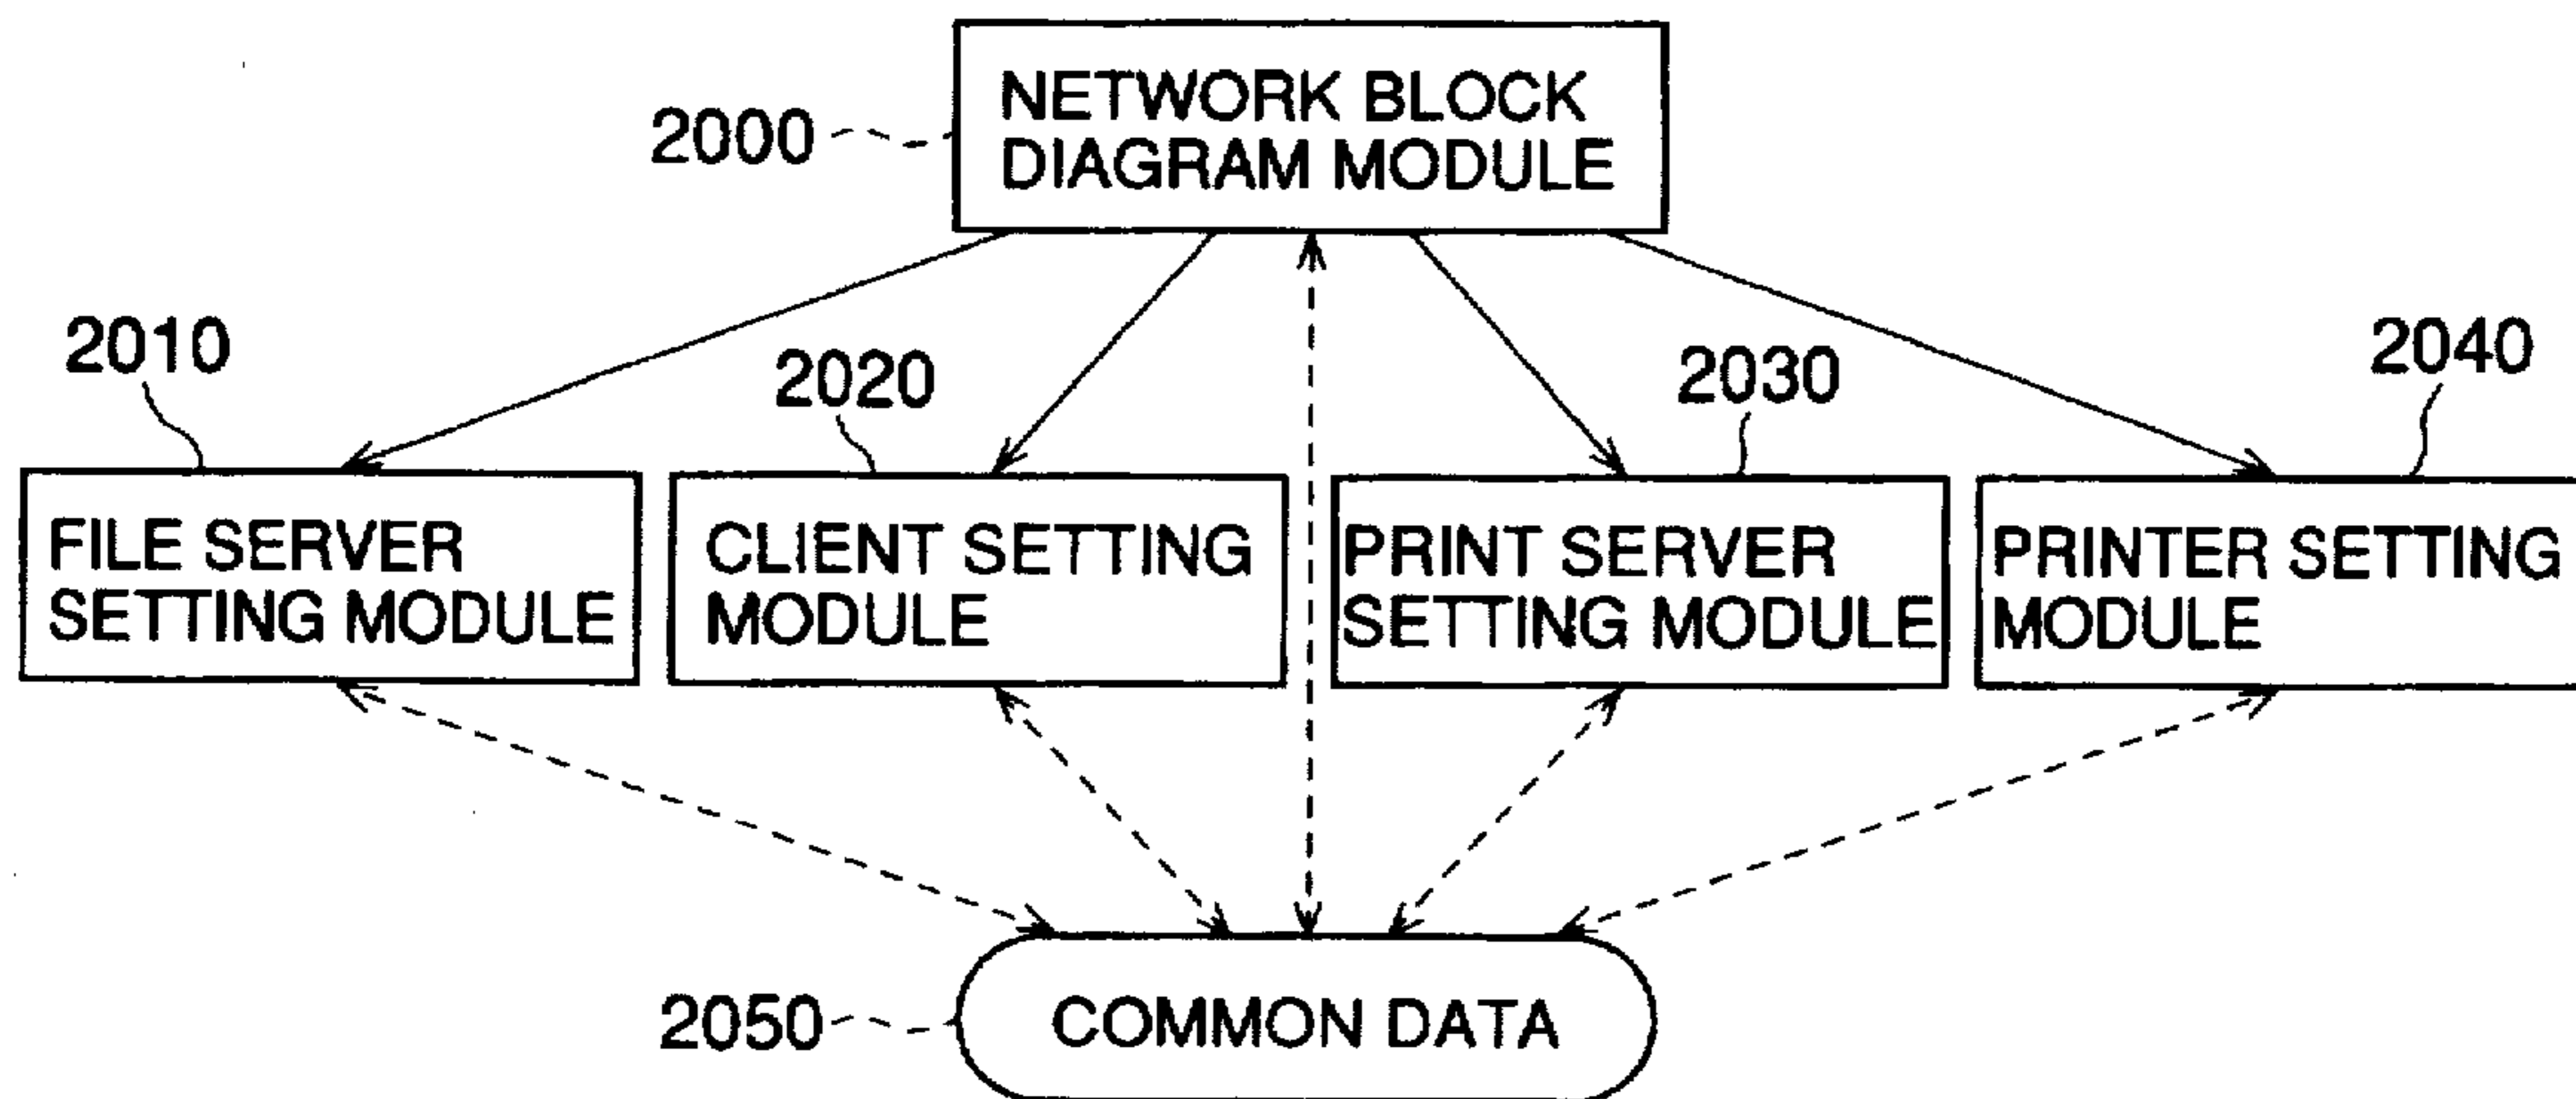 NETWORK BLOCK
DIAGRAM MODULE
2000
2010
2020
2030
2040
FILE SERVER
SETTING MODULE
CLIENT SETTING
MODULE
PRINT SERVER
SETTING MODULE
PRINTER SETTING
MODULE
2050
COMMON DATA